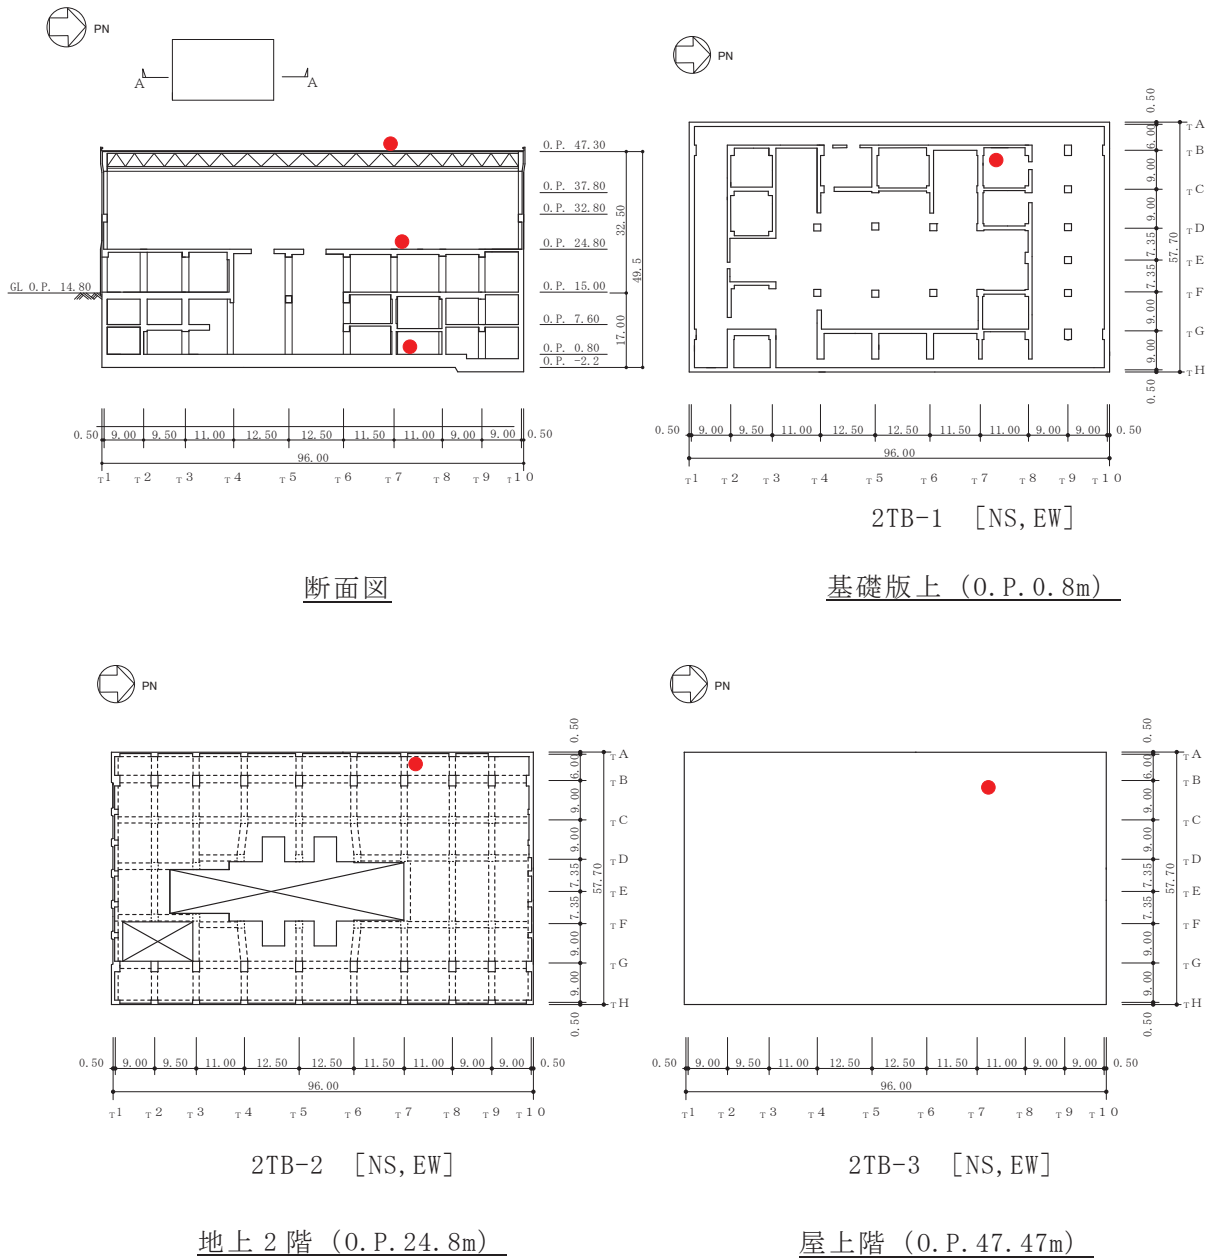 PN
A A
O.P. 47.30
O.P. 37.80
O.P. 32.80
O.P. 24.80
GL O.P. 14.80
O.P. 15.00
O.P. 7.60
O.P. 0.80
O.P. -2.2
32.50
17.00
49.5
0.50 9.00 9.50 11.00 12.50 12.50 11.50 11.00 9.00 9.00 0.50
96.00
T1 T2 T3 T4 T5 T6 T7 T8 T9 T10
断面図
PN
0.50
6.00
9.00
9.00
7.35
7.35
9.00
9.00
0.50
57.70
TA
TB
TC
TD
TE
TF
TG
TH
0.50 9.00 9.50 11.00 12.50 12.50 11.50 11.00 9.00 9.00 0.50
96.00
T1 T2 T3 T4 T5 T6 T7 T8 T9 T10
2TB-1 [NS,EW]
基礎版上 (O.P.0.8m)
PN
0.50
6.00
9.00
9.00
7.35
7.35
9.00
9.00
0.50
57.70
TA
TB
TC
TD
TE
TF
TG
TH
0.50 9.00 9.50 11.00 12.50 12.50 11.50 11.00 9.00 9.00 0.50
96.00
T1 T2 T3 T4 T5 T6 T7 T8 T9 T10
2TB-2 [NS,EW]
地上2階 (O.P.24.8m)
PN
0.50
6.00
9.00
9.00
7.35
7.35
9.00
9.00
0.50
57.70
TA
TB
TC
TD
TE
TF
TG
TH
0.50 9.00 9.50 11.00 12.50 12.50 11.50 11.00 9.00 9.00 0.50
96.00
T1 T2 T3 T4 T5 T6 T7 T8 T9 T10
2TB-3 [NS,EW]
屋上階 (O.P.47.47m)